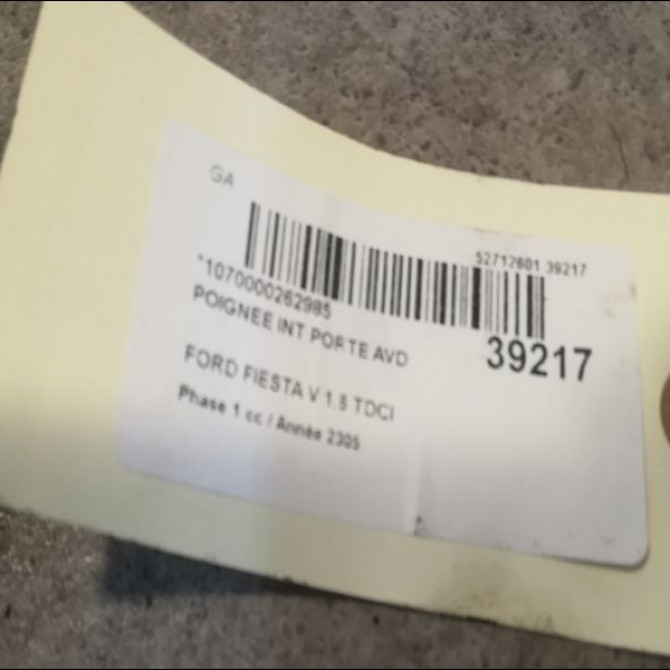 GA
52712601 39217
*1070000262985
POIGNEE INT PORTE AVD
39217
FORD FIESTA V 1.5 TDCI
Phase 1 cc / Année 2305